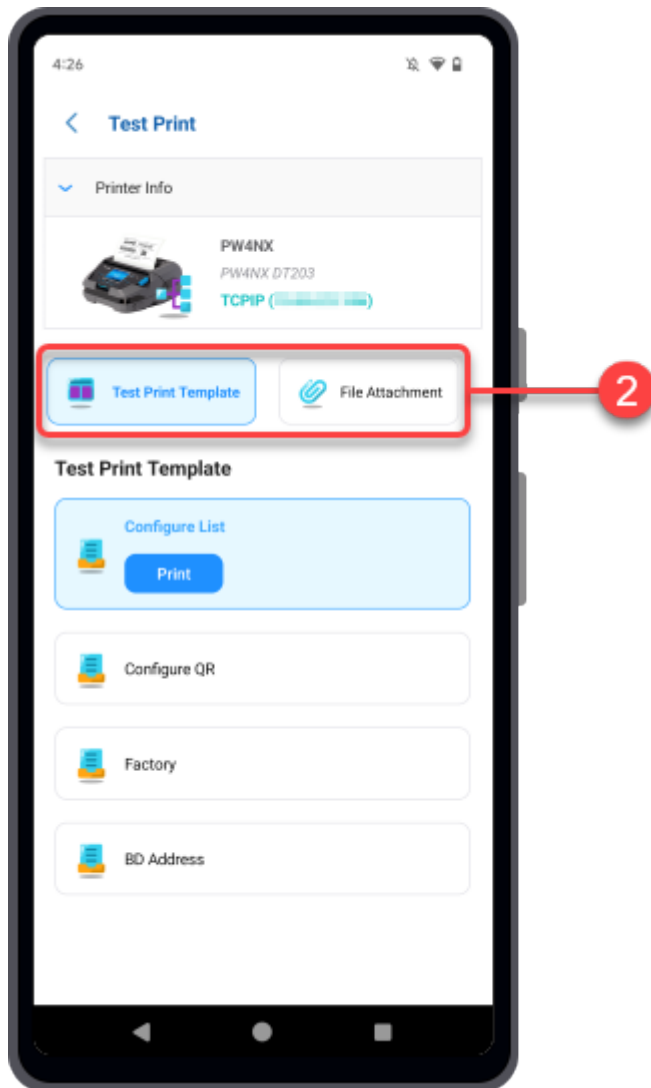 4:26
Test Print
Printer Info
PW4NX
PW4NX DT203
TCPIP ( )
Test Print Template
File Attachment
2
Test Print Template
Configure List
Print
Configure QR
Factory
BD Address